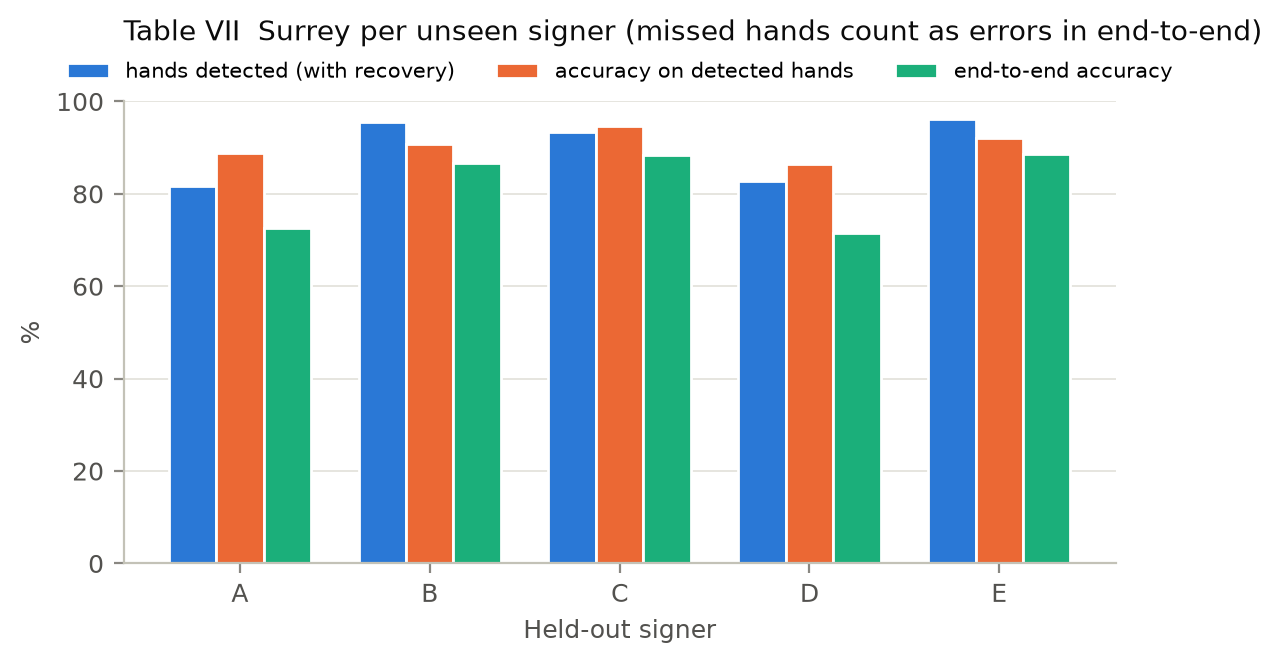 Table VII  Surrey per unseen signer (missed hands count as errors in end-to-end)
hands detected (with recovery)  accuracy on detected hands  end-to-end accuracy
100
80
60
40
20
0
%
A  B  C  D  E
Held-out signer